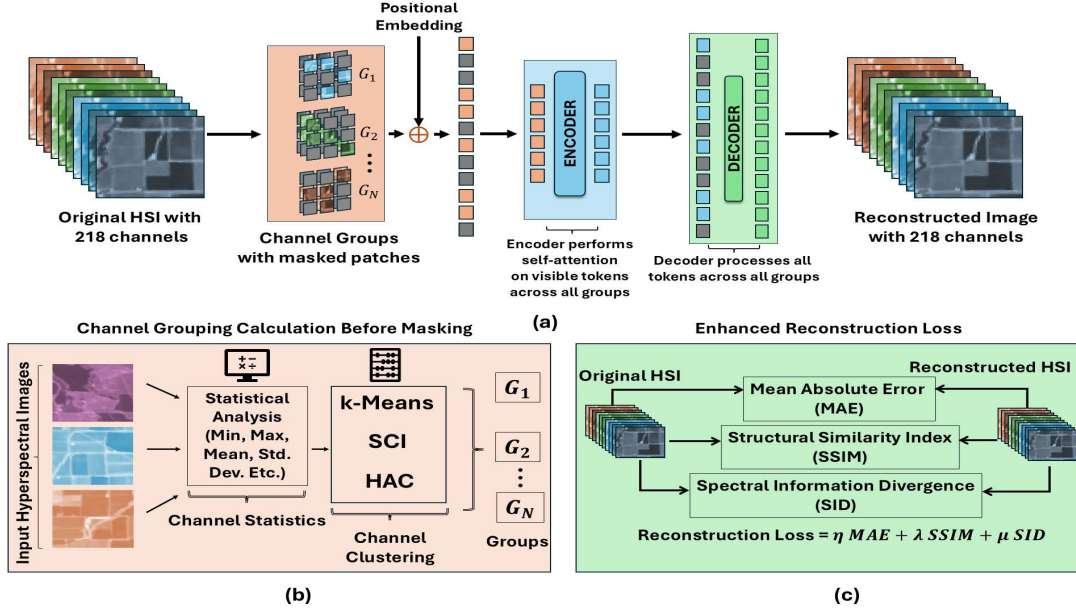 Positional
Embedding
G1
G2
GN
ENCODER
DECODER
Original HSI with
218 channels
Channel Groups
with masked patches
Encoder performs
self-attention
on visible tokens
across all groups
Decoder processes all
tokens across all groups
Reconstructed Image
with 218 channels
(a)
Channel Grouping Calculation Before Masking
Input Hyperspectral Images
Statistical
Analysis
(Min, Max,
Mean, Std.
Dev. Etc.)
Channel Statistics
k-Means
SCI
HAC
Channel
Clustering
G1
G2
GN
Groups
(b)
Enhanced Reconstruction Loss
Original HSI
Reconstructed HSI
Mean Absolute Error
(MAE)
Structural Similarity Index
(SSIM)
Spectral Information Divergence
(SID)
Reconstruction Loss = η MAE + λ SSIM + μ SID
(c)